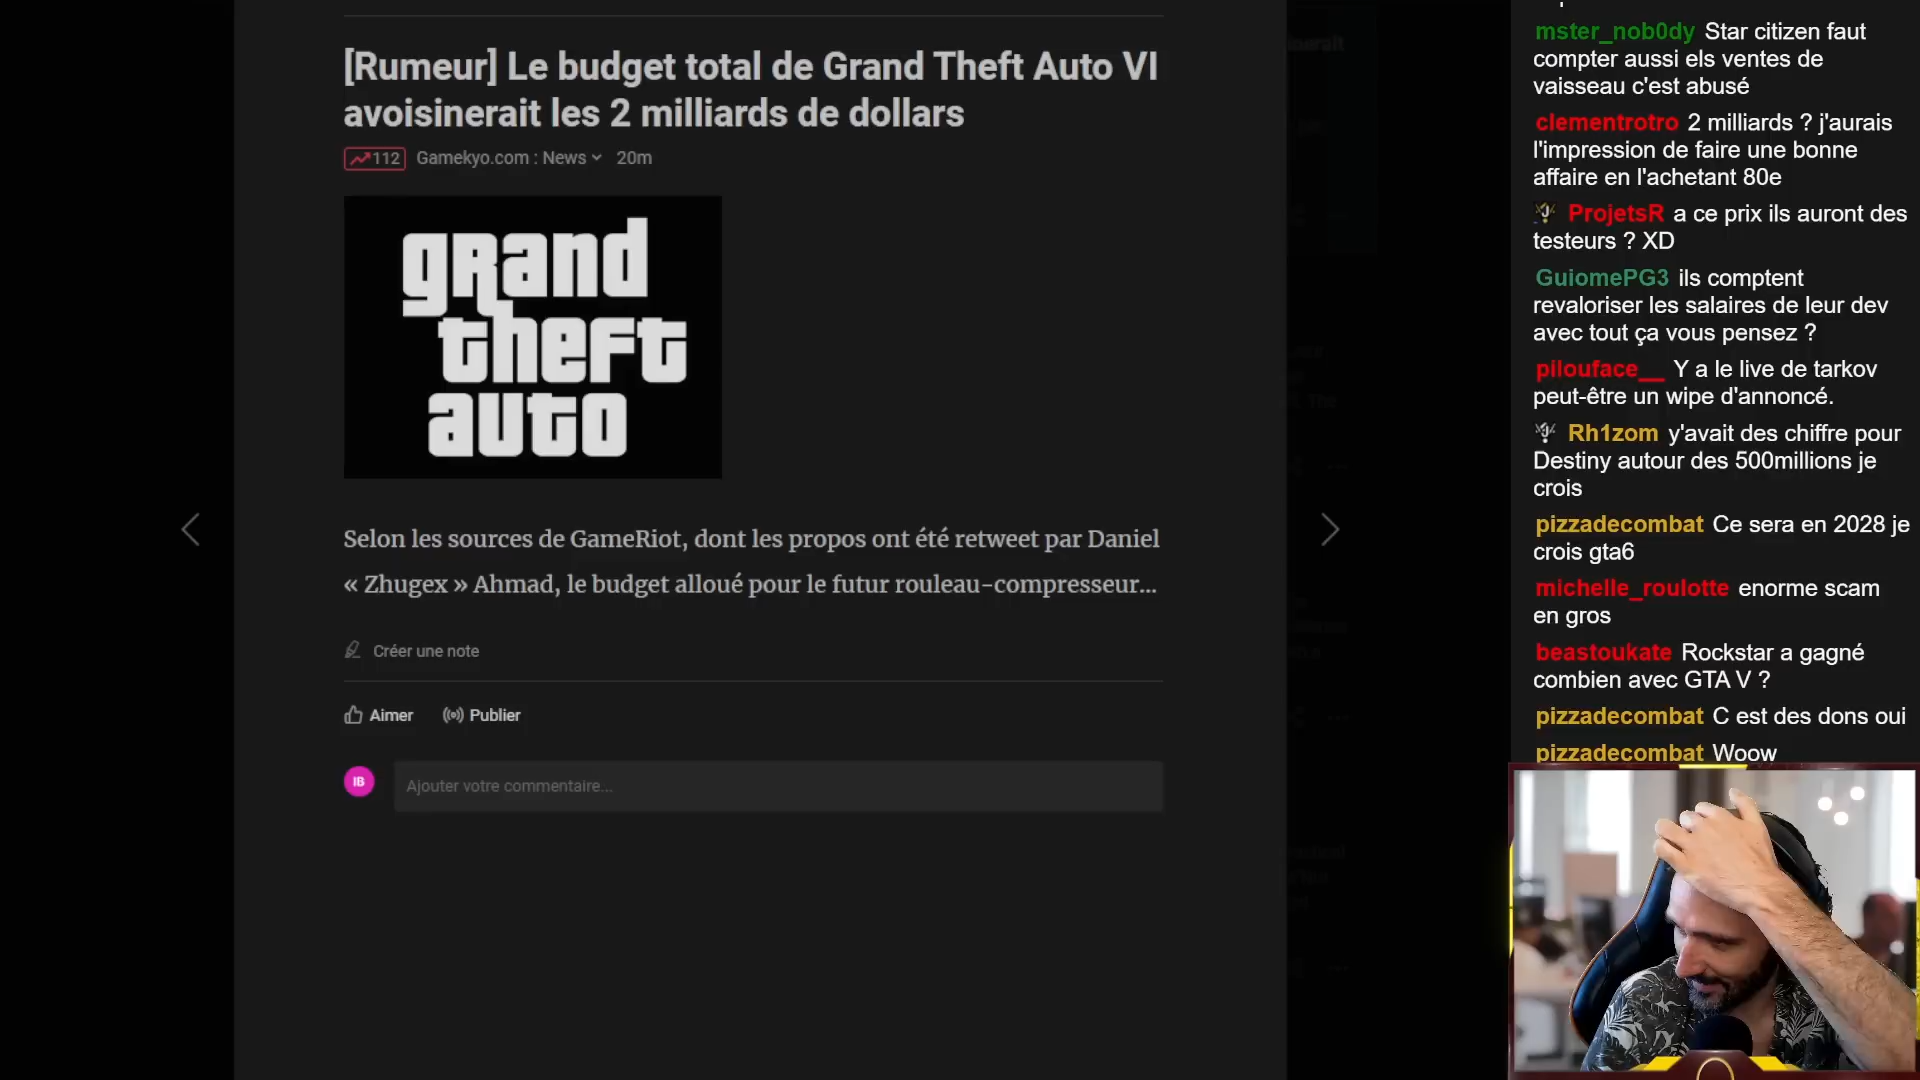 [Rumeur] Le budget total de Grand Theft Auto VI
avoisinerait les 2 milliards de dollars
112 Gamekyo.com : News 20m
grand
theft
auto
Selon les sources de GameRiot, dont les propos ont été retweet par Daniel
« Zhugex » Ahmad, le budget alloué pour le futur rouleau-compresseur...
Créer une note
Aimer Publier
IB Ajouter votre commentaire...
mster_nob0dy Star citizen faut
compter aussi els ventes de
vaisseau c'est abusé
clementrotro 2 milliards ? j'aurais
l'impression de faire une bonne
affaire en l'achetant 80e
ProjetsR a ce prix ils auront des
testeurs ? XD
GuiomePG3 ils comptent
revaloriser les salaires de leur dev
avec tout ça vous pensez ?
pilouface__ Y a le live de tarkov
peut-être un wipe d'annoncé.
Rh1zom y'avait des chiffre pour
Destiny autour des 500millions je
crois
pizzadecombat Ce sera en 2028 je
crois gta6
michelle_roulotte enorme scam
en gros
beastoukate Rockstar a gagné
combien avec GTA V ?
pizzadecombat C est des dons oui
pizzadecombat Woow